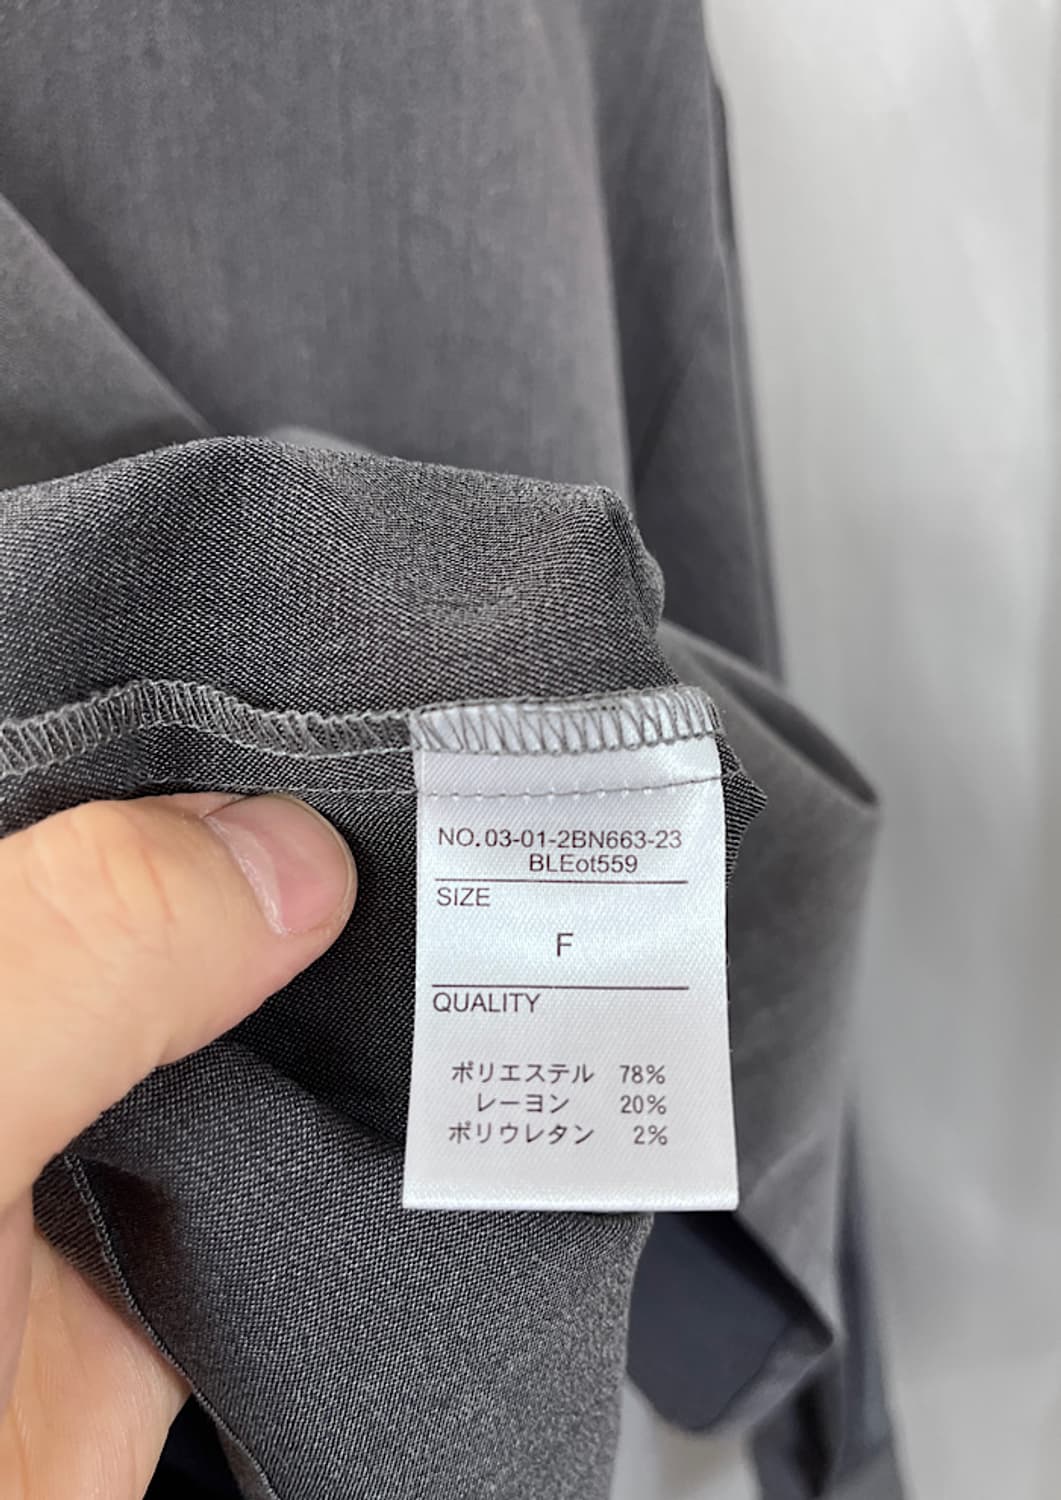 NO.03-01-2BN663-23
BLEot559
SIZE
F
QUALITY
ポリエステル 78%
レーヨン 20%
ポリウレタン 2%